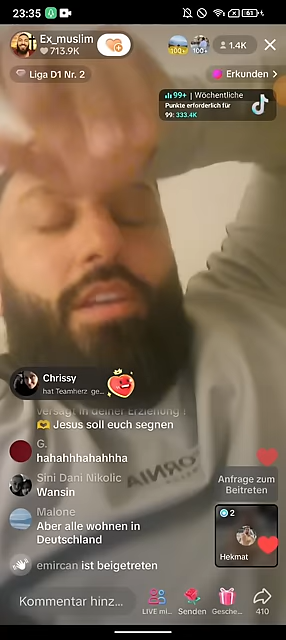 23:35
81
Ex_muslim
713.9K
100+
100+
1.4K
Liga D1 Nr. 2
Erkunden >
99+ | Wöchentliche
Punkte erforderlich für
99: 333.4K
Chrissy
hat Teamherz ge...
versagt in deiner Erziehung !
Jesus soll euch segnen
G.
hahahhhahahhha
Sini Dani Nikolic
Wansin
Malone
Aber alle wohnen in
Deutschland
emircan ist beigetreten
Anfrage zum
Beitreten
2
Hekmat
Kommentar hinz...
LIVE mi...
Senden
Gesche...
410